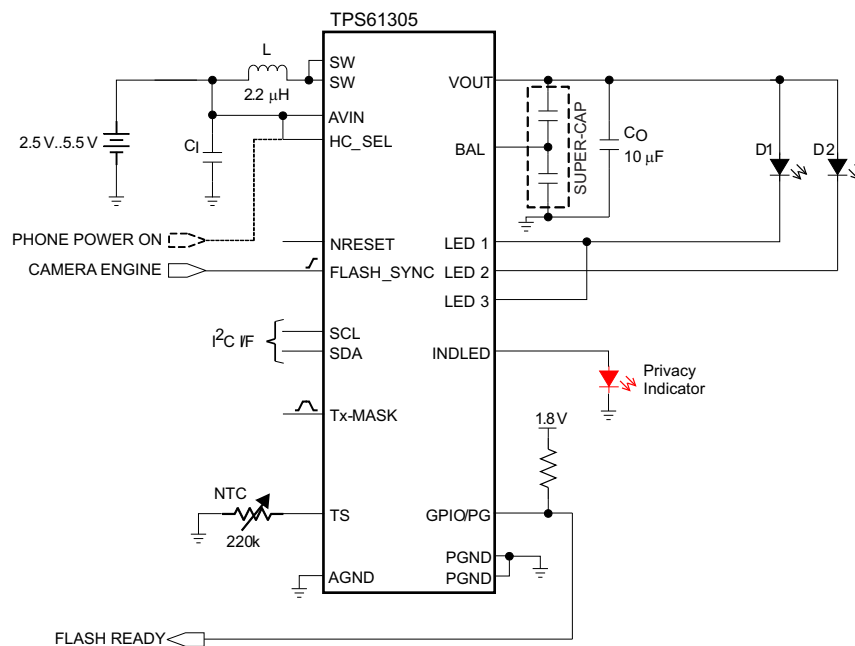 TPS61305
L
2.2 μH
SW
SW
AVIN
HC_SEL
2.5 V..5.5 V
CI
PHONE POWER ON
NRESET
CAMERA ENGINE
FLASH_SYNC
I2C I/F
SCL
SDA
Tx-MASK
NTC
220k
TS
AGND
FLASH READY
VOUT
BAL
SUPER-CAP
CO
10 μF
D1
D2
LED 1
LED 2
LED 3
INDLED
Privacy
Indicator
1.8 V
GPIO/PG
PGND
PGND